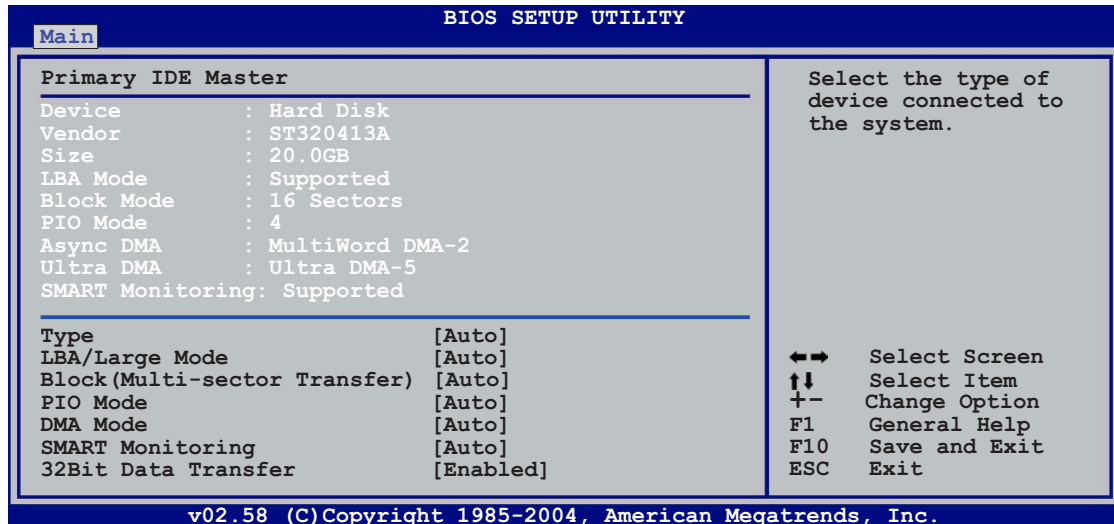 BIOS SETUP UTILITY
Main
Primary IDE Master
Device : Hard Disk
Vendor : ST320413A
Size : 20.0GB
LBA Mode : Supported
Block Mode : 16 Sectors
PIO Mode : 4
Async DMA : MultiWord DMA-2
Ultra DMA : Ultra DMA-5
SMART Monitoring: Supported
Type [Auto]
LBA/Large Mode [Auto]
Block(Multi-sector Transfer) [Auto]
PIO Mode [Auto]
DMA Mode [Auto]
SMART Monitoring [Auto]
32Bit Data Transfer [Enabled]
Select the type of
device connected to
the system.
←→ Select Screen
↑↓ Select Item
+- Change Option
F1 General Help
F10 Save and Exit
ESC Exit
v02.58 (C)Copyright 1985-2004, American Megatrends, Inc.